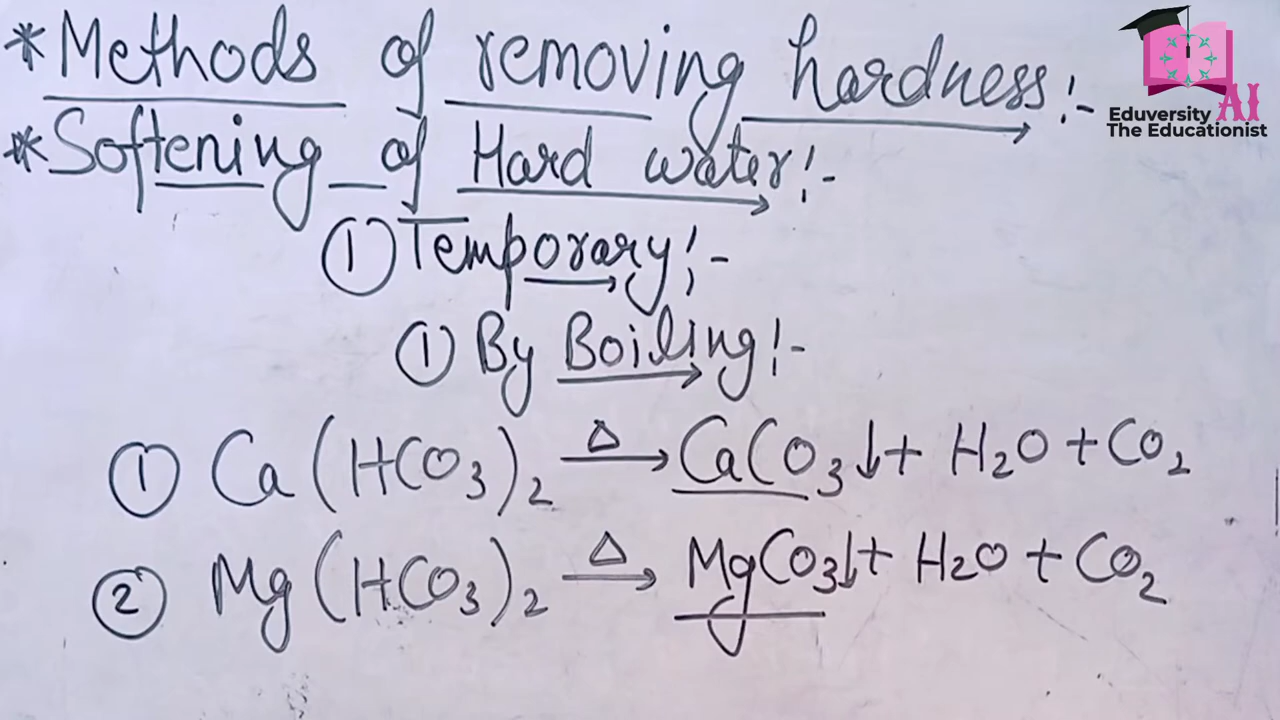 *Methods of removing hardness:-
*Softening of Hard water:-
① Temporary:-
① By Boiling:-
① Ca(HCO₃)₂ —Δ→ CaCO₃↓ + H₂O + CO₂
② Mg(HCO₃)₂ —Δ→ MgCO₃↓ + H₂O + CO₂
AI
Eduversity
The Educationist